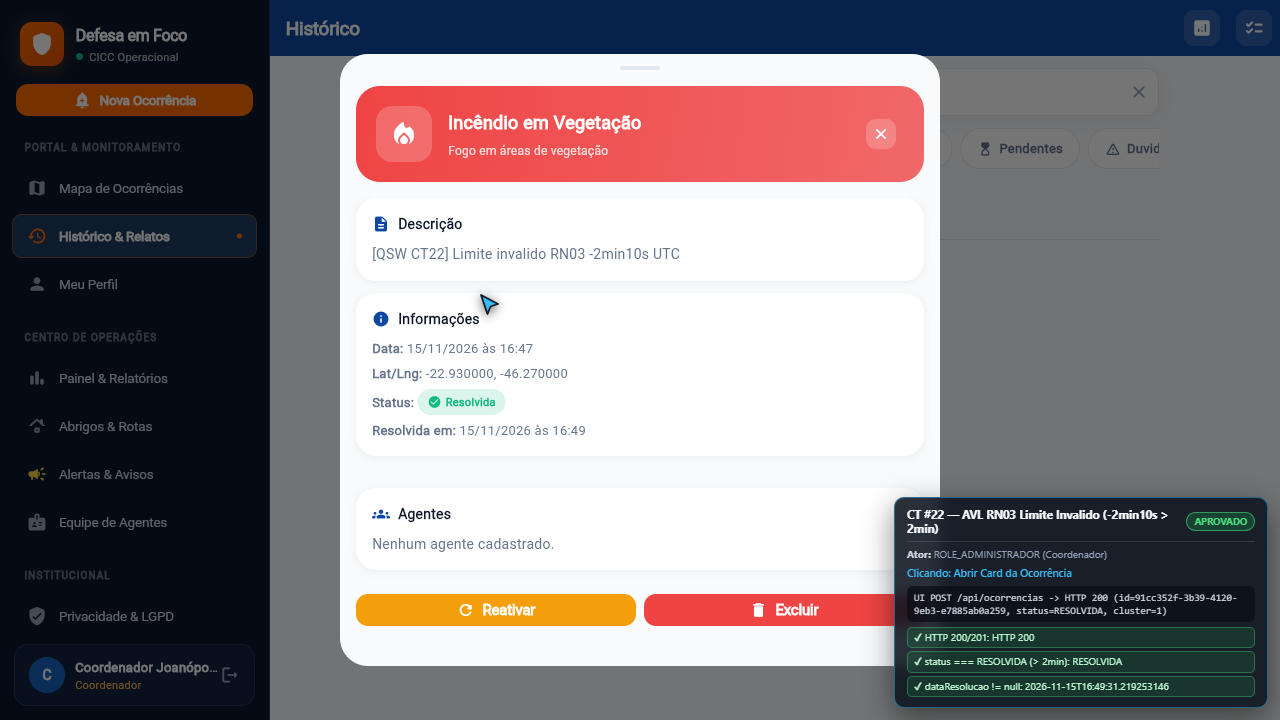 Defesa em Foco
CICC Operacional
Nova Ocorrência
PORTAL & MONITORAMENTO
Mapa de Ocorrências
Histórico & Relatos
Meu Perfil
CENTRO DE OPERAÇÕES
Painel & Relatórios
Abrigos & Rotas
Alertas & Avisos
Equipe de Agentes
INSTITUCIONAL
Privacidade & LGPD
C
Coordenador Joanópo...
Coordenador
Histórico
Pendentes
Duvid
Incêndio em Vegetação
Fogo em áreas de vegetação
Descrição
[QSW CT22] Limite invalido RN03 -2min10s UTC
Informações
Data: 15/11/2026 às 16:47
Lat/Lng: -22.930000, -46.270000
Status: Resolvida
Resolvida em: 15/11/2026 às 16:49
Agentes
Nenhum agente cadastrado.
Reativar
Excluir
CT #22 — AVL RN03 Limite Invalido (-2min10s >
2min)
APROVADO
Ator: ROLE_ADMINISTRADOR (Coordenador)
Clicando: Abrir Card da Ocorrência
UI POST /api/ocorrencias -> HTTP 200 (id=91cc352f-3b39-4120-
9eb3-e7885ab0a259, status=RESOLVIDA, cluster=1)
✓ HTTP 200/201: HTTP 200
✓ status === RESOLVIDA (> 2min): RESOLVIDA
✓ dataResolucao != null: 2026-11-15T16:49:31.219253146